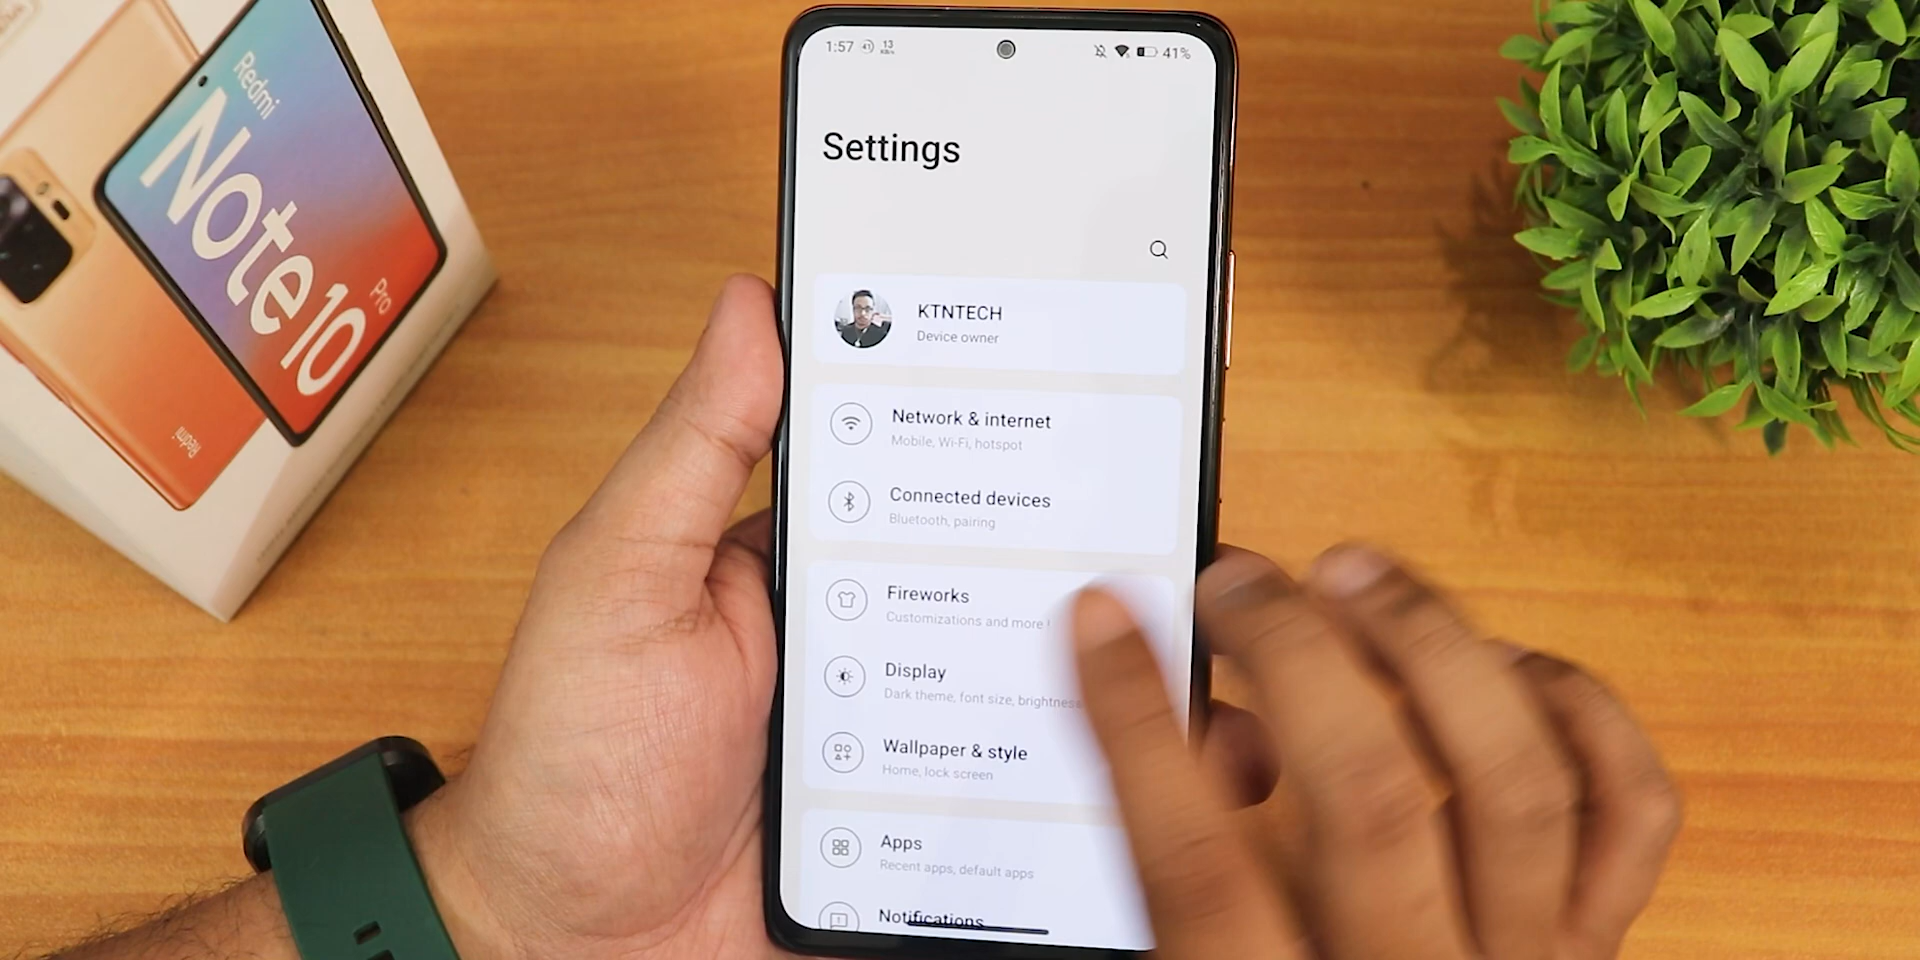 Redmi
Note 10
Pro
Redmi
1:57 41 13 KB/s
41%
Settings
KTNTECH
Device owner
Network & internet
Mobile, Wi-Fi, hotspot
Connected devices
Bluetooth, pairing
Fireworks
Customizations and more !
Display
Dark theme, font size, brightness
Wallpaper & style
Home, lock screen
Apps
Recent apps, default apps
Notifications